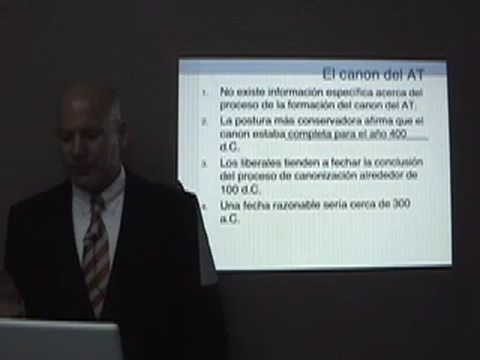 El canon del AT
1. No existe información específica acerca del
proceso de la formación del canon del AT.
2. La postura más conservadora afirma que el
canon estaba completa para el año 400
d.C.
3. Los liberales tienden a fechar la conclusión
del proceso de canonización alrededor de
100 d.C.
4. Una fecha razonable sería cerca de 300
a.C.